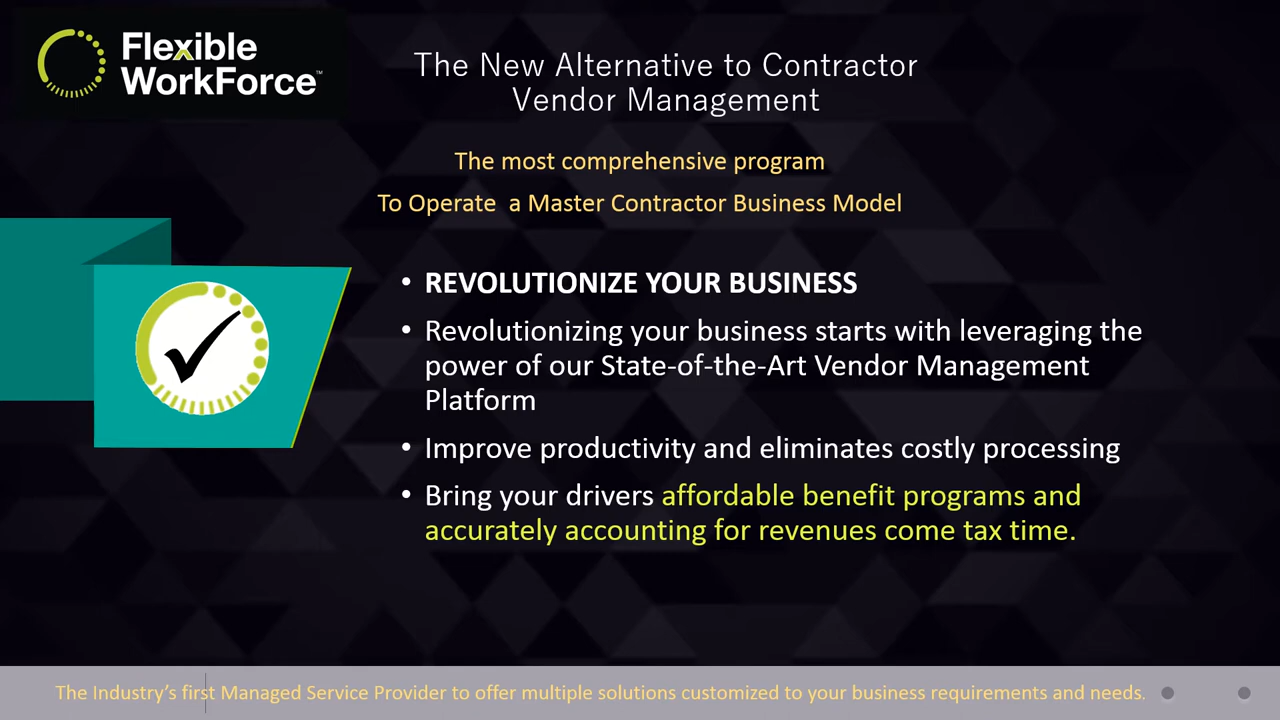 Flexible
WorkForce™
The New Alternative to Contractor
Vendor Management
The most comprehensive program
To Operate  a Master Contractor Business Model
• REVOLUTIONIZE YOUR BUSINESS
• Revolutionizing your business starts with leveraging the
power of our State-of-the-Art Vendor Management
Platform
• Improve productivity and eliminates costly processing
• Bring your drivers affordable benefit programs and
accurately accounting for revenues come tax time.
The Industry's first Managed Service Provider to offer multiple solutions customized to your business requirements and needs.